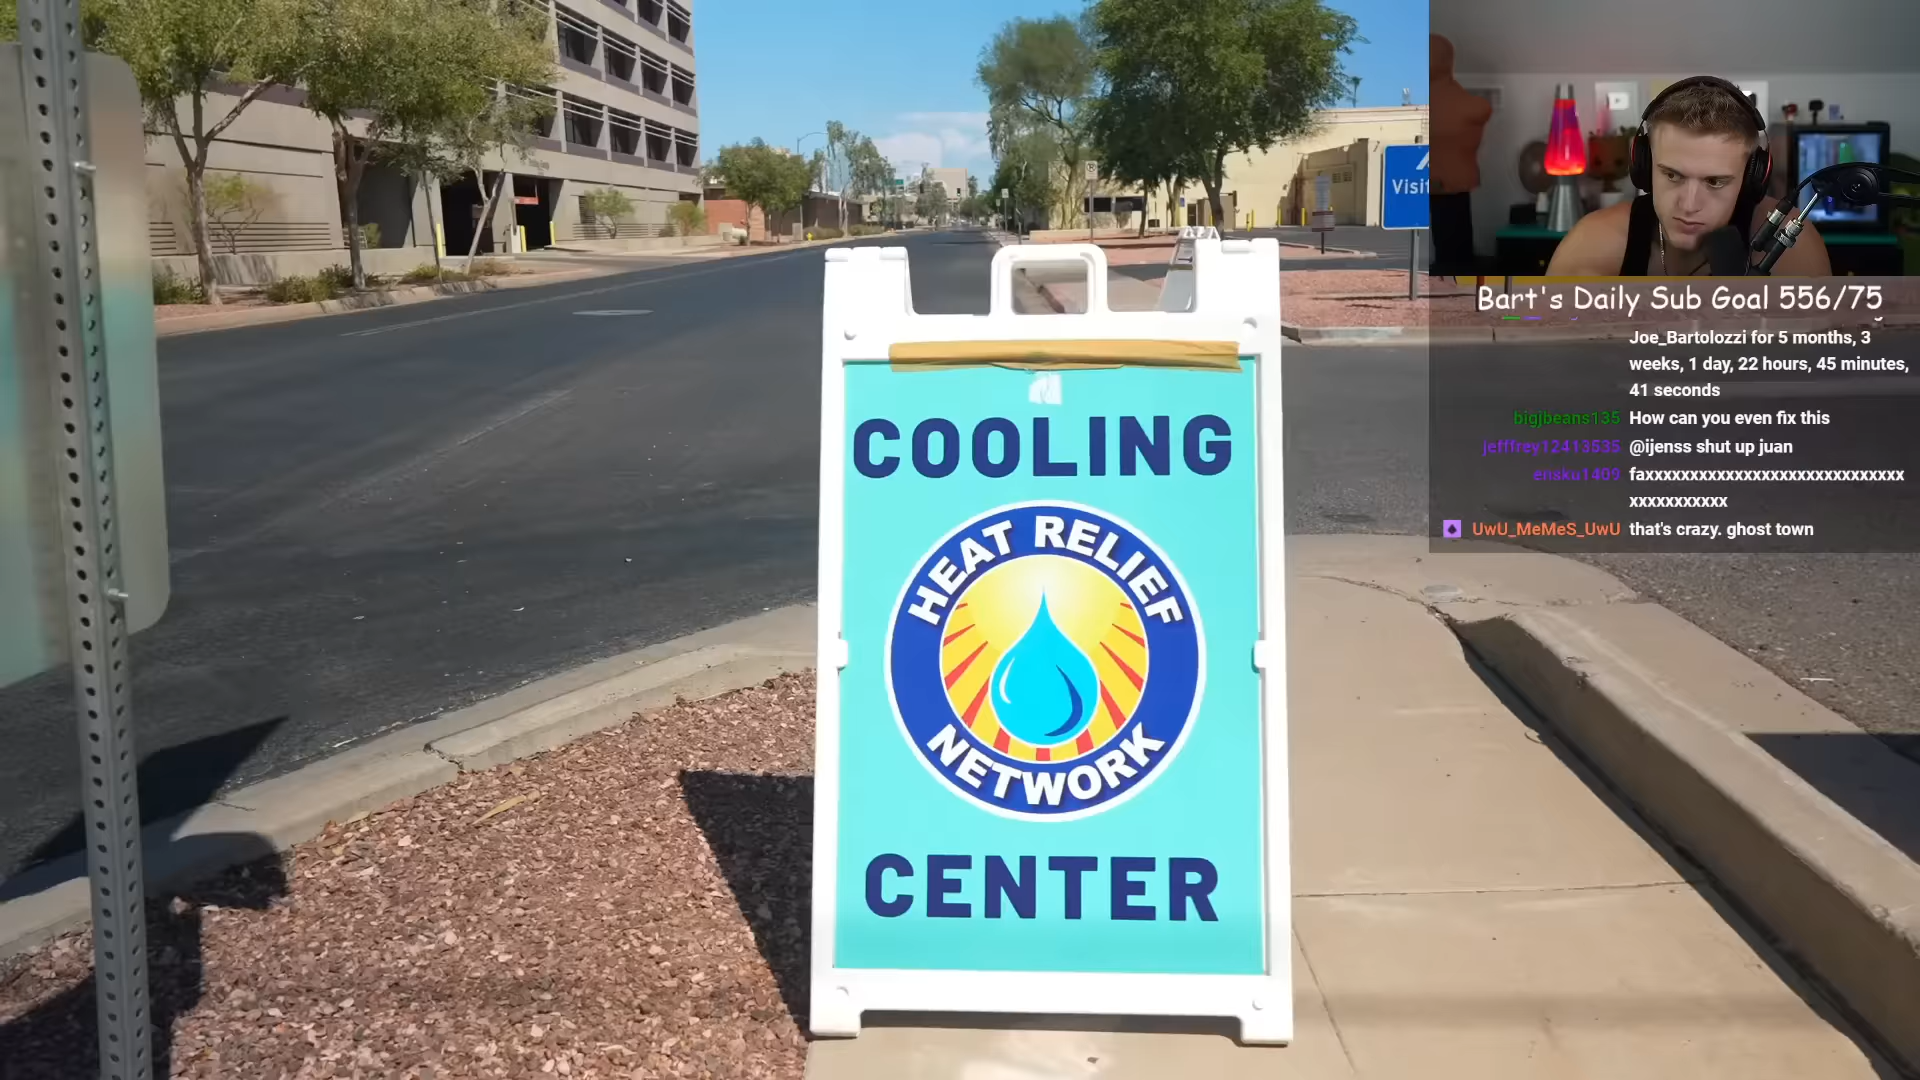 COOLING
HEAT RELIEF
NETWORK
CENTER
Visit
Bart's Daily Sub Goal 556/75
Joe_Bartolozzi for 5 months, 3
weeks, 1 day, 22 hours, 45 minutes,
41 seconds
bigjbeans135 How can you even fix this
jefffrey12413535 @ijenss shut up juan
ensku1409 faxxxxxxxxxxxxxxxxxxxxxxxxxxxxx
xxxxxxxxxxx
UwU_MeMeS_UwU that's crazy. ghost town